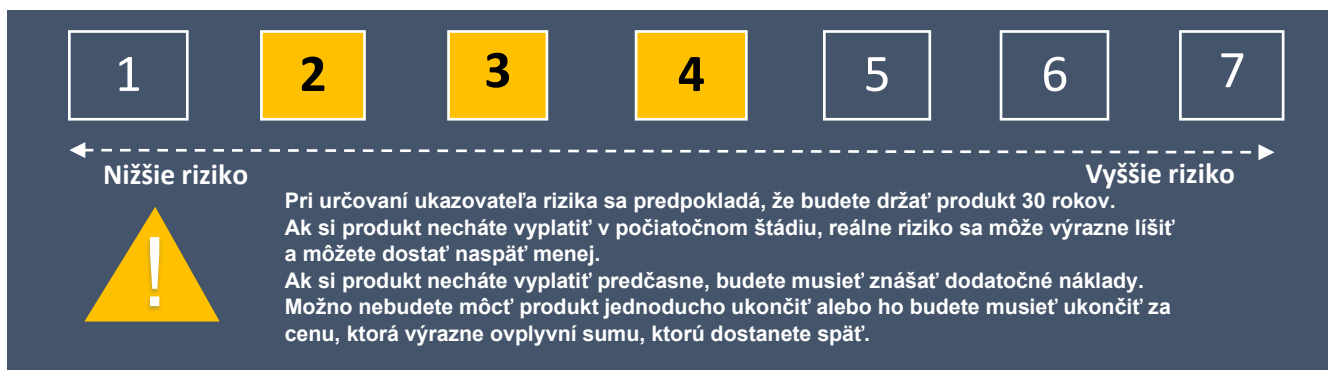 1 2 3 4 5 6 7
Nižšie riziko Vyššie riziko
Pri určovaní ukazovateľa rizika sa predpokladá, že budete držať produkt 30 rokov.
Ak si produkt necháte vyplatiť v počiatočnom štádiu, reálne riziko sa môže výrazne líšiť
a môžete dostať naspäť menej.
Ak si produkt necháte vyplatiť predčasne, budete musieť znášať dodatočné náklady.
Možno nebudete môcť produkt jednoducho ukončiť alebo ho budete musieť ukončiť za
cenu, ktorá výrazne ovplyvní sumu, ktorú dostanete späť.
!